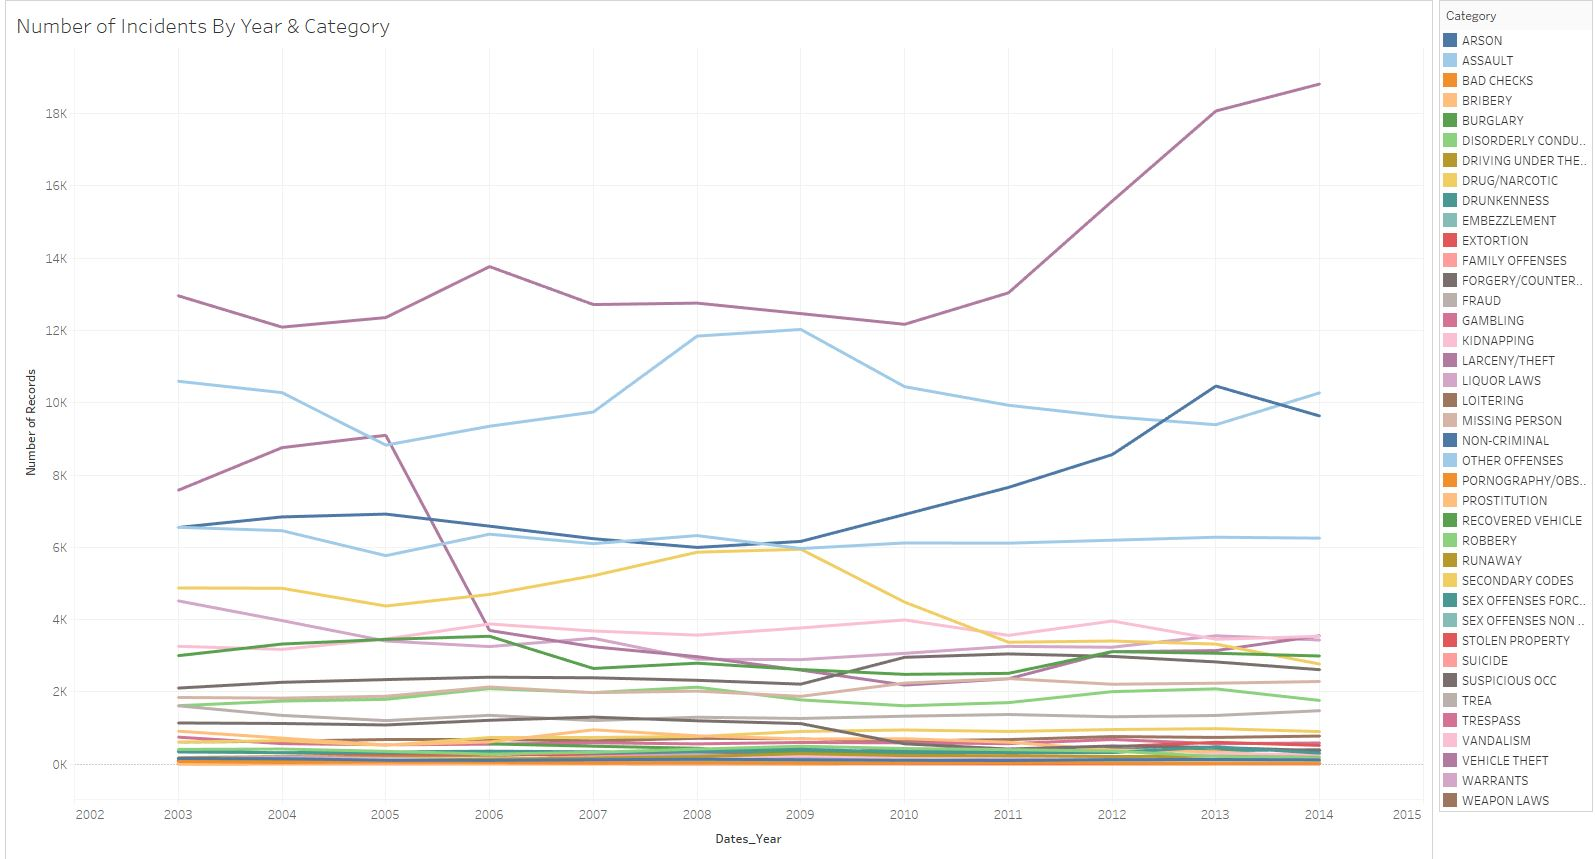 Number of Incidents By Year & Category
18K
16K
14K
12K
10K
8K
6K
4K
2K
0K
Number of Records
2002
2003
2004
2005
2006
2007
2008
2009
2010
2011
2012
2013
2014
2015
Dates_Year
Category
ARSON
ASSAULT
BAD CHECKS
BRIBERY
BURGLARY
DISORDERLY CONDU..
DRIVING UNDER THE..
DRUG/NARCOTIC
DRUNKENNESS
EMBEZZLEMENT
EXTORTION
FAMILY OFFENSES
FORGERY/COUNTER..
FRAUD
GAMBLING
KIDNAPPING
LARCENY/THEFT
LIQUOR LAWS
LOITERING
MISSING PERSON
NON-CRIMINAL
OTHER OFFENSES
PORNOGRAPHY/OBS..
PROSTITUTION
RECOVERED VEHICLE
ROBBERY
RUNAWAY
SECONDARY CODES
SEX OFFENSES FORC..
SEX OFFENSES NON ..
STOLEN PROPERTY
SUICIDE
SUSPICIOUS OCC
TREA
TRESPASS
VANDALISM
VEHICLE THEFT
WARRANTS
WEAPON LAWS